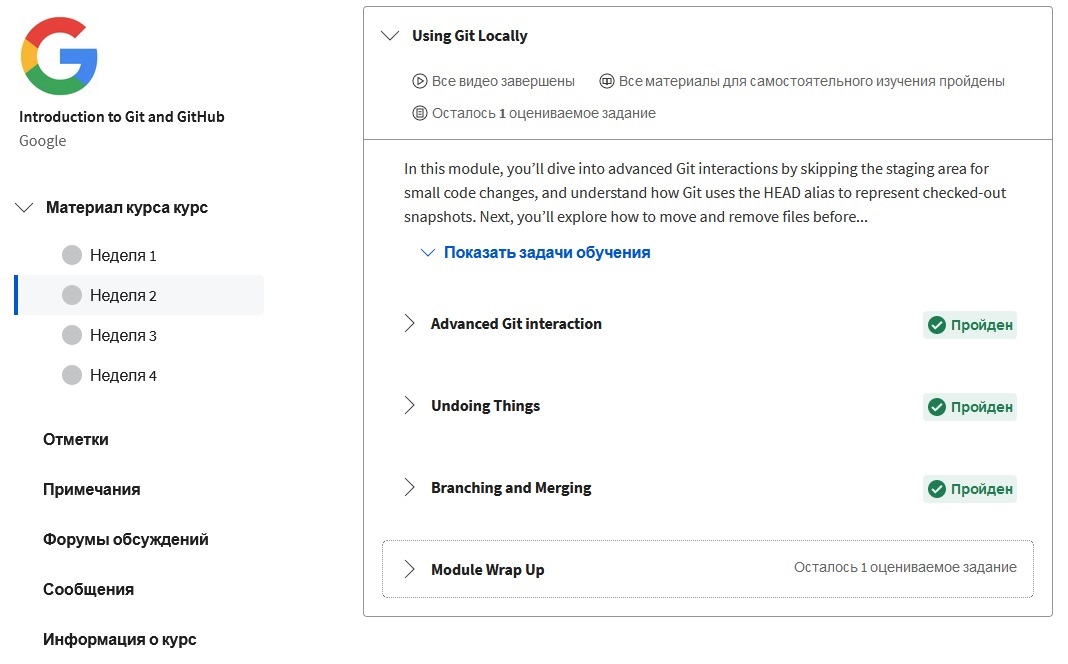 Introduction to Git and GitHub
Google
Материал курса курс
Неделя 1
Неделя 2
Неделя 3
Неделя 4
Отметки
Примечания
Форумы обсуждений
Сообщения
Информация о курс
Using Git Locally
Все видео завершены
Все материалы для самостоятельного изучения пройдены
Осталось 1 оцениваемое задание
In this module, you’ll dive into advanced Git interactions by skipping the staging area for
small code changes, and understand how Git uses the HEAD alias to represent checked-out
snapshots. Next, you’ll explore how to move and remove files before...
Показать задачи обучения
Advanced Git interaction
Пройден
Undoing Things
Пройден
Branching and Merging
Пройден
Module Wrap Up
Осталось 1 оцениваемое задание